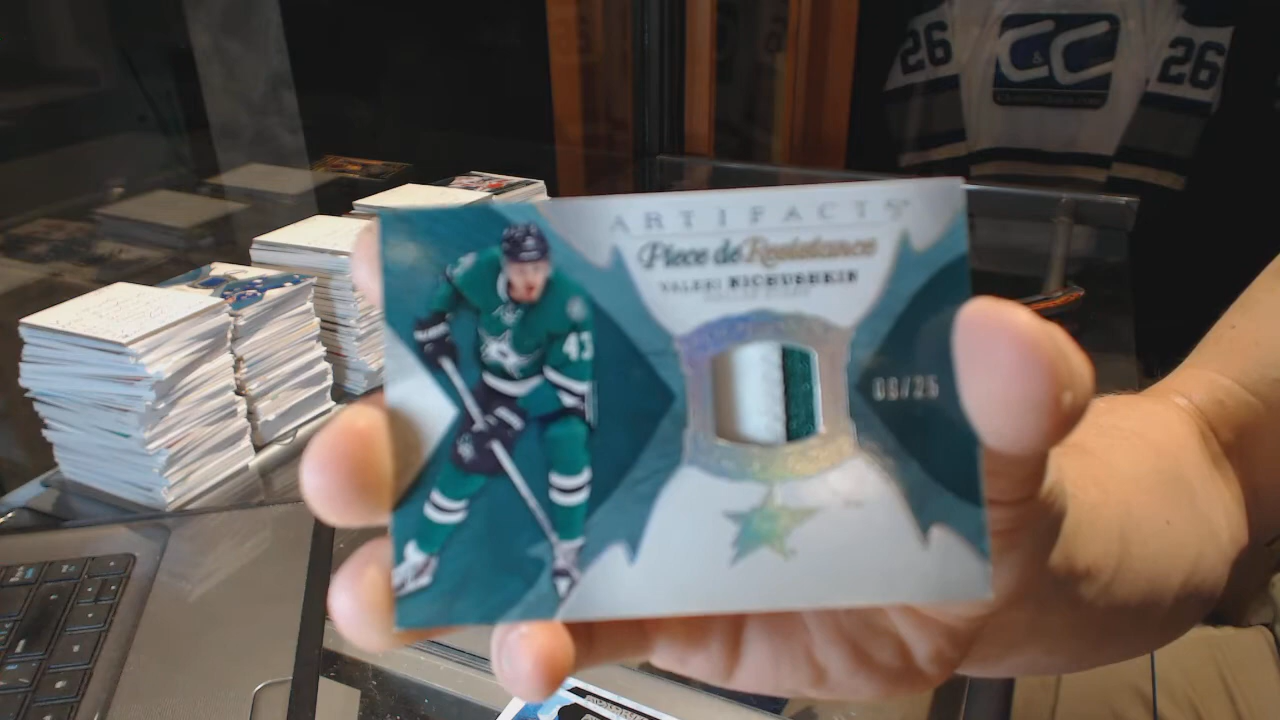 26
C&C
26
ARTIFACTS
Piece de Resistance
VALERI NICHUSHKIN
43
09/25